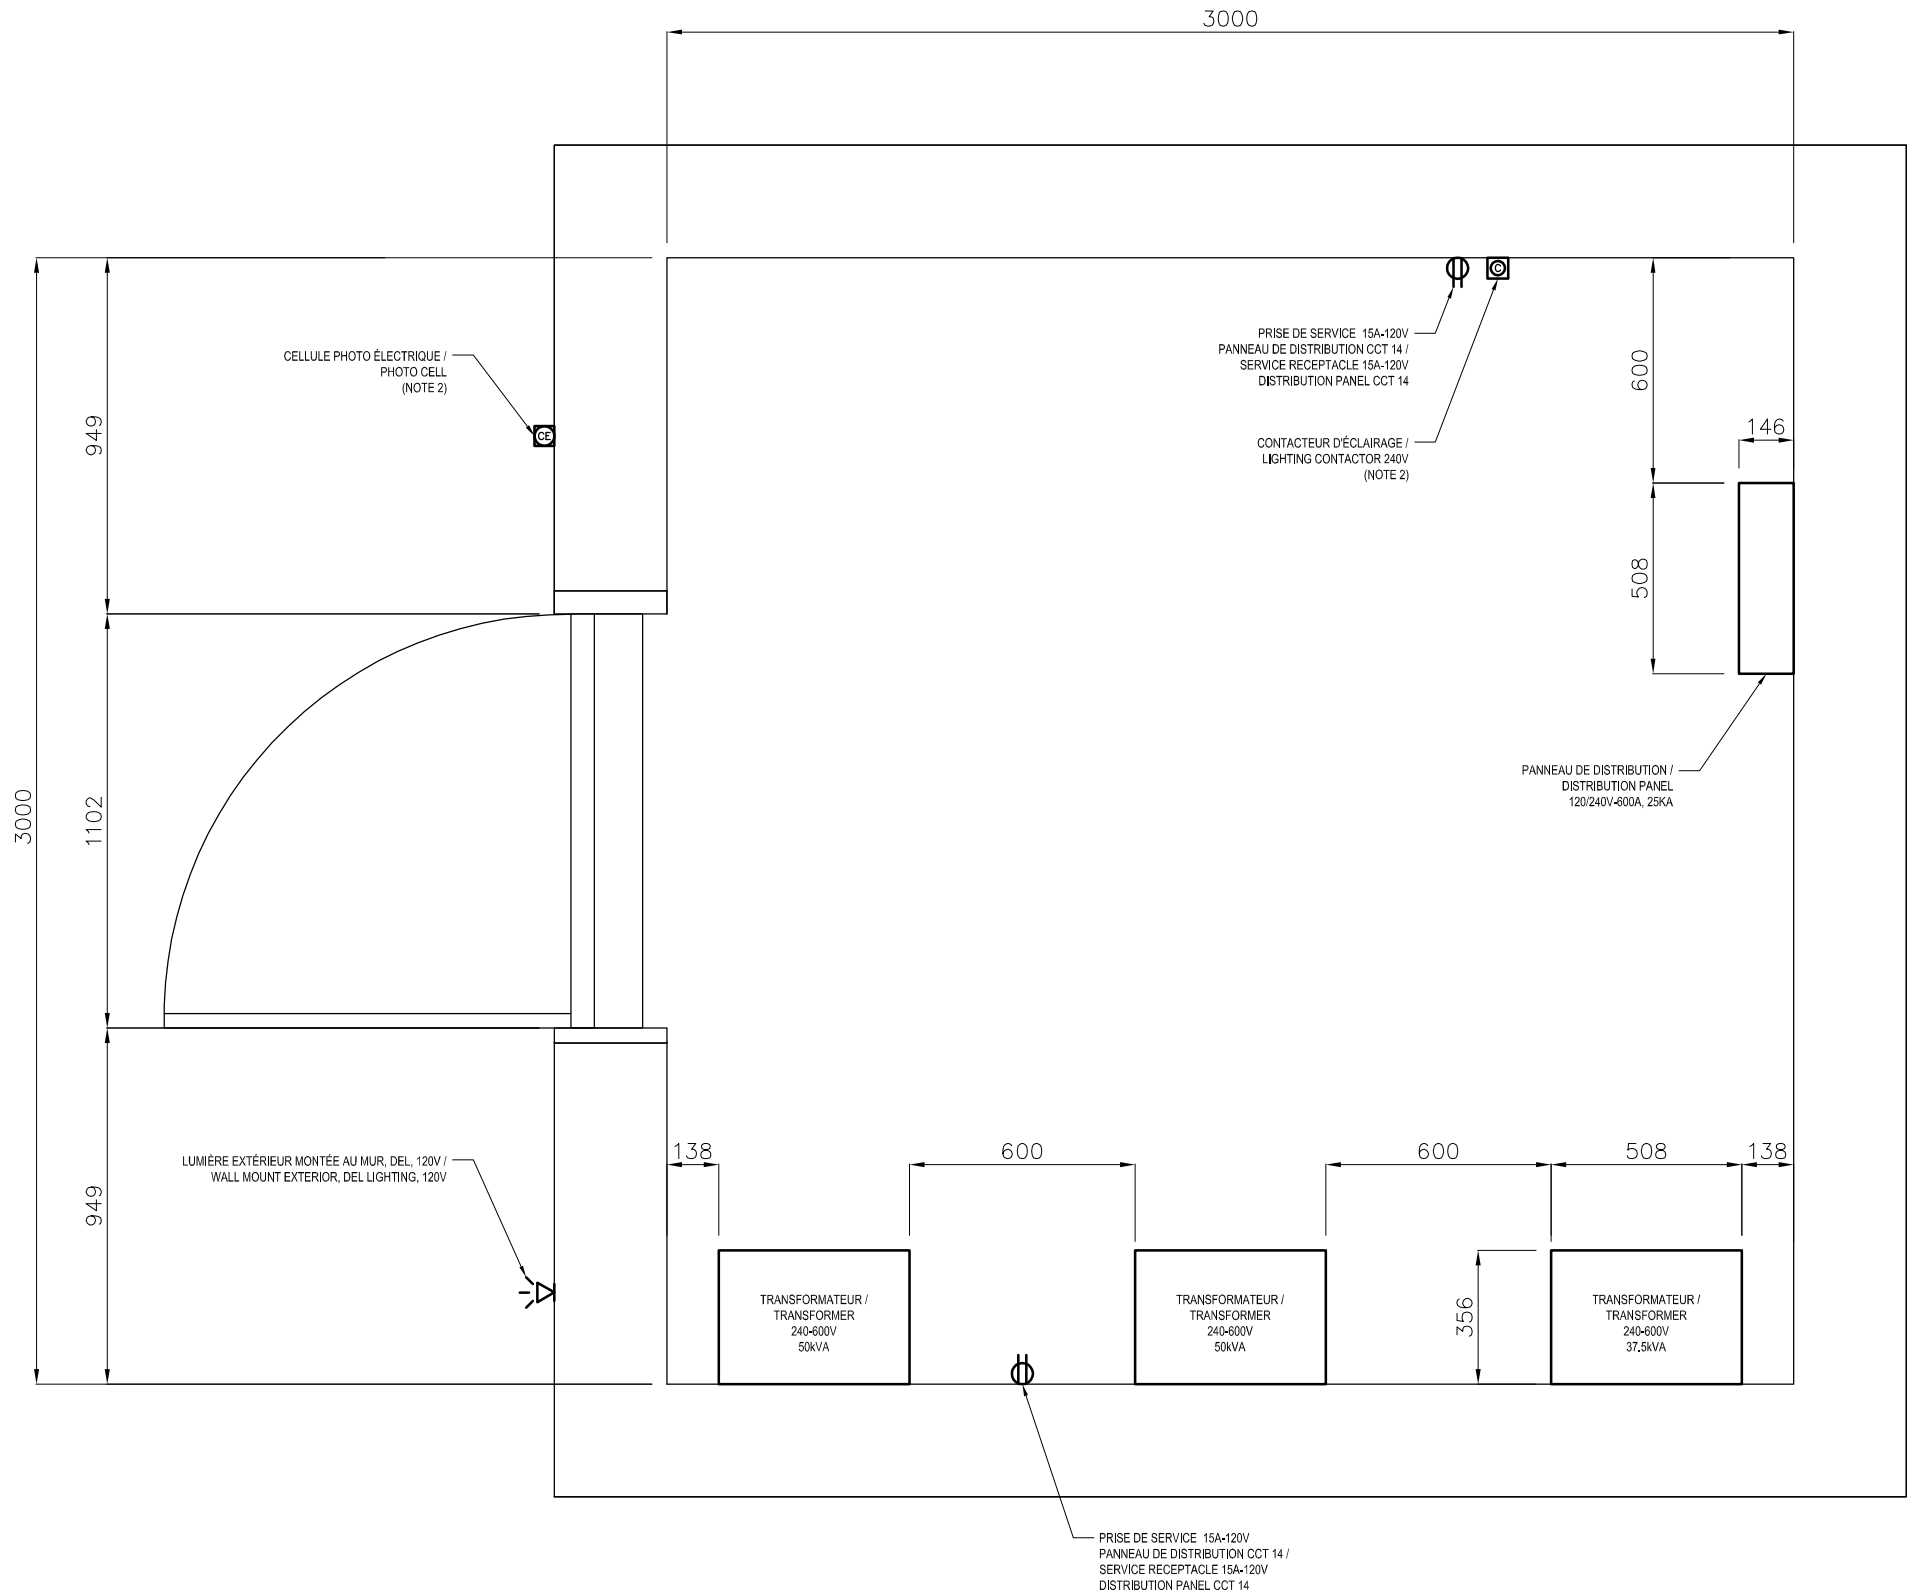 3000
CELLULE PHOTO ÉLECTRIQUE /
PHOTO CELL
(NOTE 2)
CE
C
PRISE DE SERVICE 15A-120V
PANNEAU DE DISTRIBUTION CCT 14 /
SERVICE RECEPTACLE 15A-120V
DISTRIBUTION PANEL CCT 14
CONTACTEUR D'ÉCLAIRAGE /
LIGHTING CONTACTOR 240V
(NOTE 2)
600
146
508
949
1102
3000
949
PANNEAU DE DISTRIBUTION /
DISTRIBUTION PANEL
120/240V-600A, 25KA
LUMIÈRE EXTÉRIEUR MONTÉE AU MUR, DEL, 120V /
WALL MOUNT EXTERIOR, DEL LIGHTING, 120V
138
600
600
508
138
356
TRANSFORMATEUR /
TRANSFORMER
240-600V
50kVA
TRANSFORMATEUR /
TRANSFORMER
240-600V
50kVA
TRANSFORMATEUR /
TRANSFORMER
240-600V
37.5kVA
PRISE DE SERVICE 15A-120V
PANNEAU DE DISTRIBUTION CCT 14 /
SERVICE RECEPTACLE 15A-120V
DISTRIBUTION PANEL CCT 14